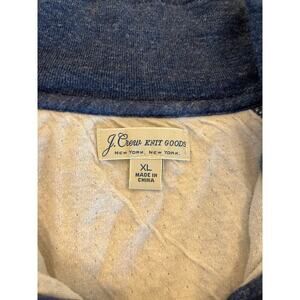 J. Crew KNIT GOODS
NEW YORK, NEW YORK.
XL
MADE IN
CHINA